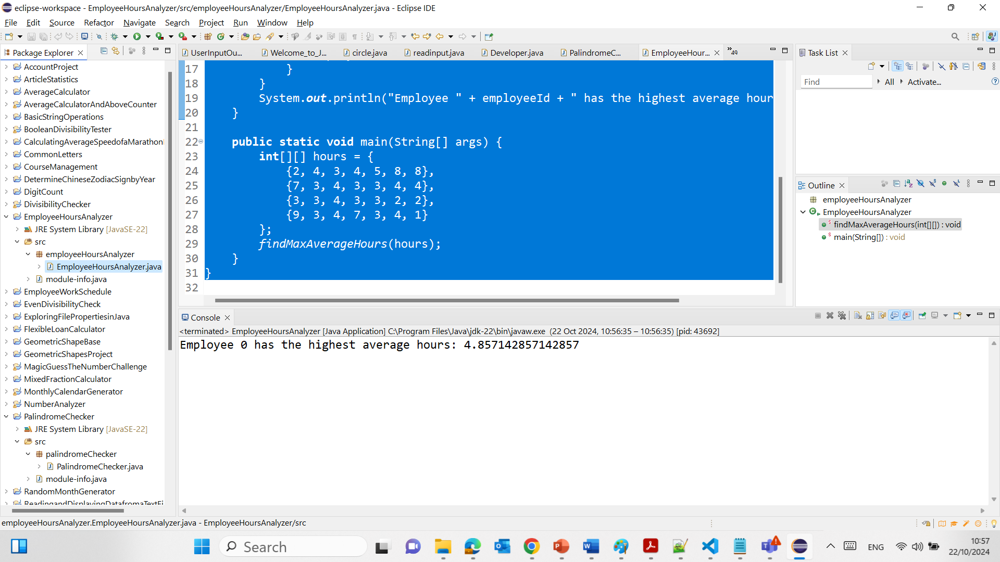 eclipse-workspace - EmployeeHoursAnalyzer/src/employeeHoursAnalyzer/EmployeeHoursAnalyzer.java - Eclipse IDE
File Edit Source Refactor Navigate Search Project Run Window Help
Package Explorer
AccountProject
ArticleStatistics
AverageCalculator
AverageCalculatorAndAboveCounter
BasicStringOperations
BooleanDivisibilityTester
CalculatingAverageSpeedofaMarathon
CommonLetters
CourseManagement
DetermineChineseZodiacSignbyYear
DigitCount
DivisibilityChecker
EmployeeHoursAnalyzer
JRE System Library [JavaSE-22]
src
employeeHoursAnalyzer
EmployeeHoursAnalyzer.java
module-info.java
EmployeeWorkSchedule
EvenDivisibilityCheck
ExploringFilePropertiesinJava
FlexibleLoanCalculator
GeometricShapeBase
GeometricShapesProject
MagicGuessTheNumberChallenge
MixedFractionCalculator
MonthlyCalendarGenerator
NumberAnalyzer
PalindromeChecker
JRE System Library [JavaSE-22]
src
palindromeChecker
PalindromeChecker.java
module-info.java
RandomMonthGenerator
ReadingandDisplayingDatafromaTextFi
UserInputOu... Welcome_to_J... circle.java readinput.java Developer.java PalindromeC... EmployeeHour... »49
17 }
18 }
19 System.out.println("Employee " + employeeId + " has the highest average hour
20 }
21
22 public static void main(String[] args) {
23 int[][] hours = {
24 {2, 4, 3, 4, 5, 8, 8},
25 {7, 3, 4, 3, 3, 4, 4},
26 {3, 3, 4, 3, 3, 2, 2},
27 {9, 3, 4, 7, 3, 4, 1}
28 };
29 findMaxAverageHours(hours);
30 }
31 }
32
Console
<terminated> EmployeeHoursAnalyzer [Java Application] C:\Program Files\Java\jdk-22\bin\javaw.exe (22 Oct 2024, 10:56:35 – 10:56:35) [pid: 43692]
Employee 0 has the highest average hours: 4.857142857142857
Task List
Find All Activate...
Outline
employeeHoursAnalyzer
EmployeeHoursAnalyzer
findMaxAverageHours(int[][]) : void
main(String[]) : void
employeeHoursAnalyzer.EmployeeHoursAnalyzer.java - EmployeeHoursAnalyzer/src
Search
ENG
10:57
22/10/2024